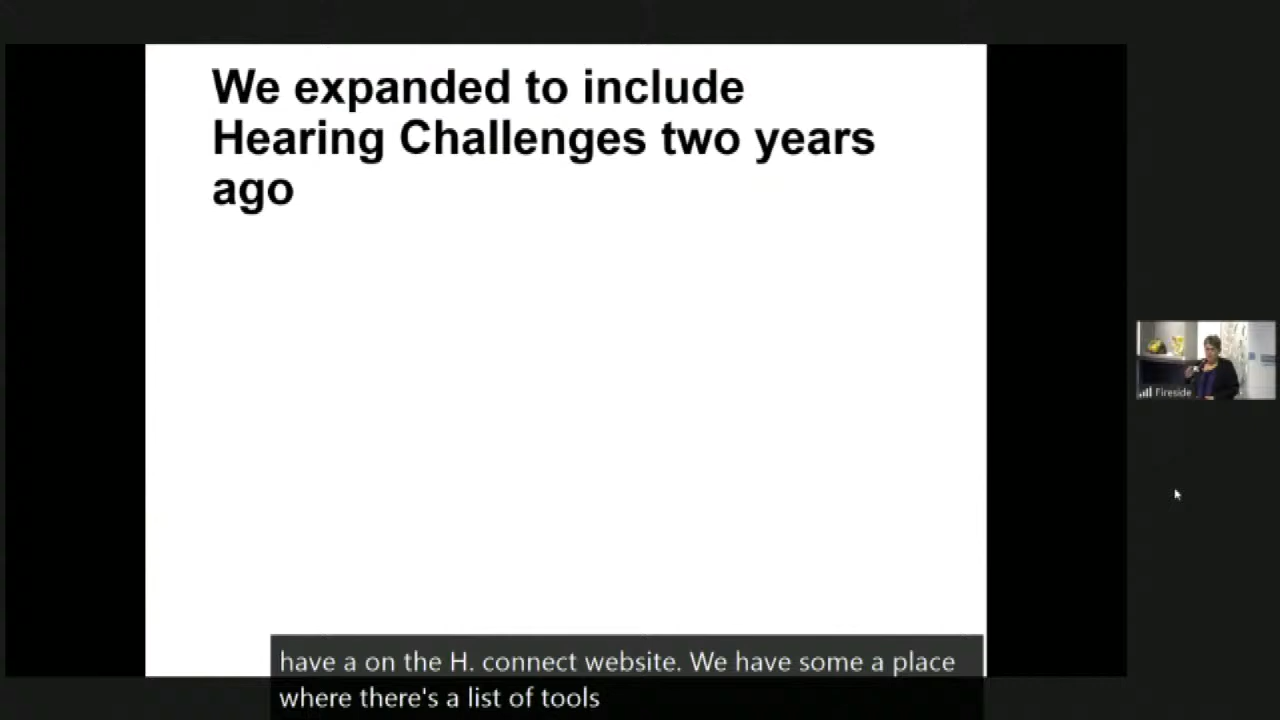 We expanded to include
Hearing Challenges two years
ago
Fireside
have a on the H. connect website. We have some a place
where there's a list of tools